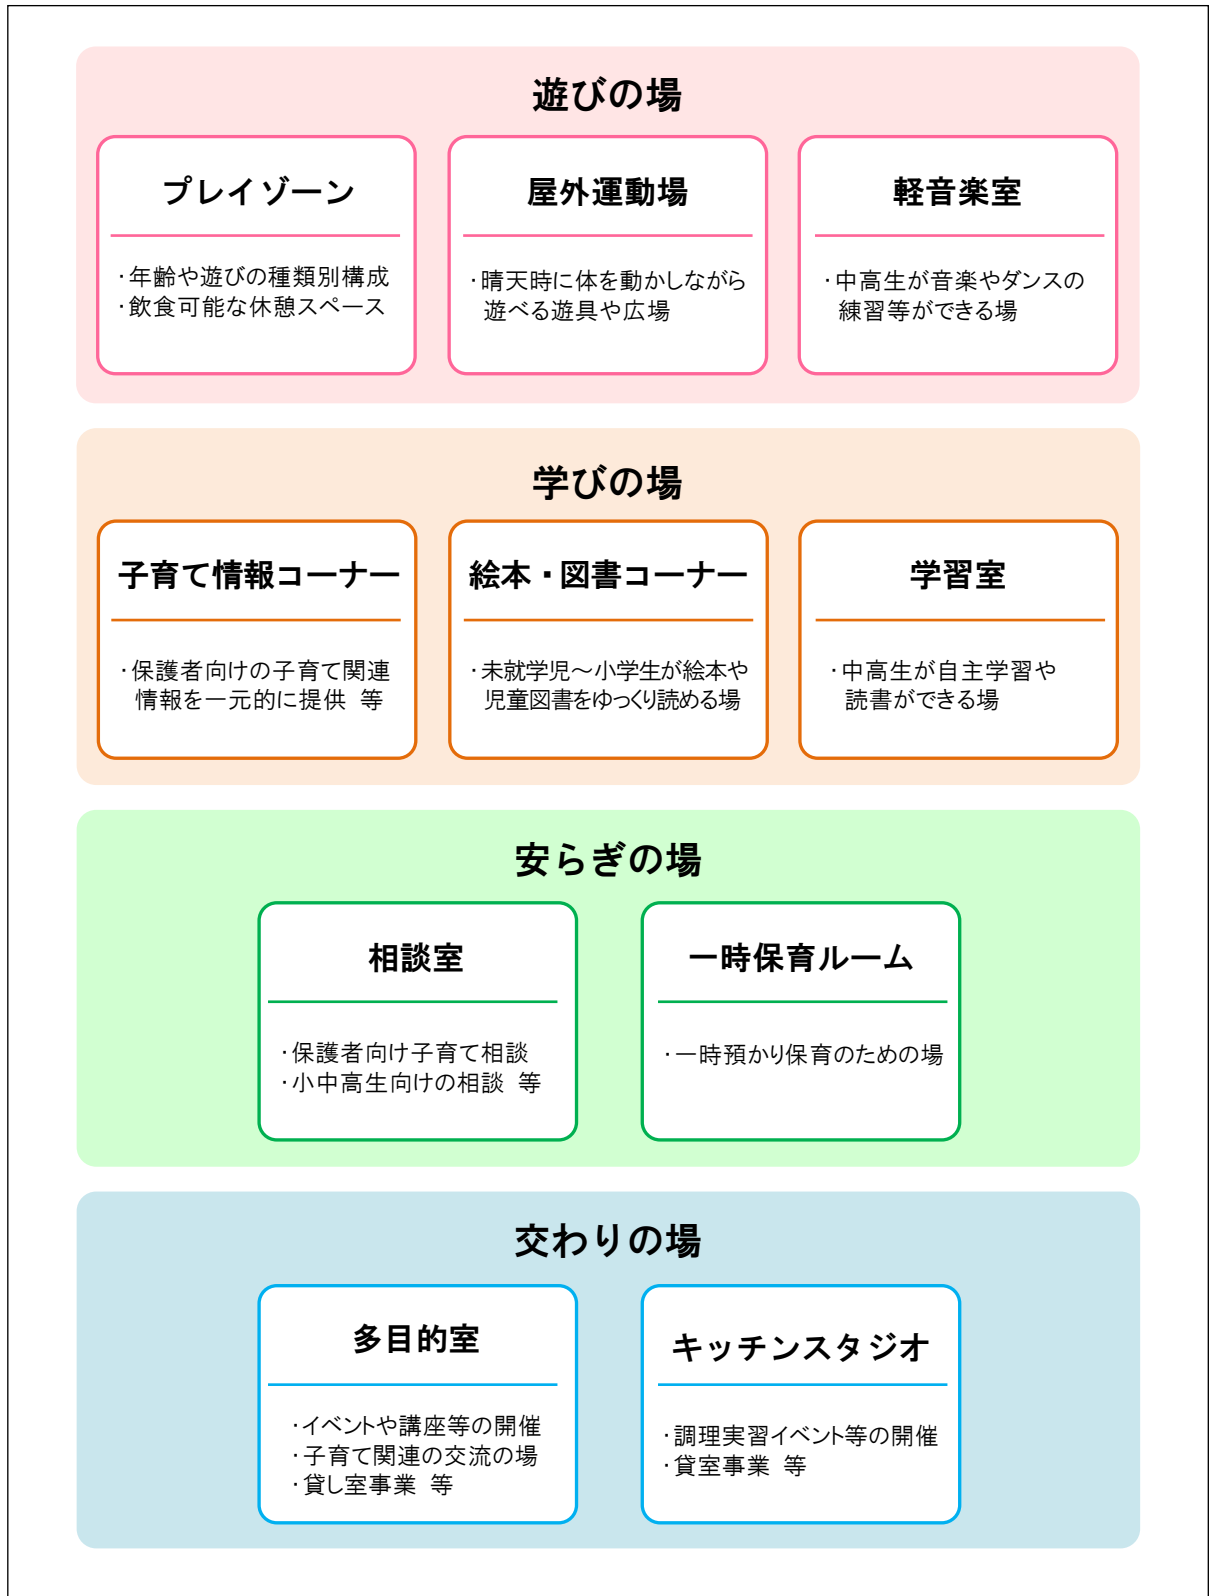 遊びの場
プレイゾーン
・年齢や遊びの種類別構成
・飲食可能な休憩スペース
屋外運動場
・晴天時に体を動かしながら
遊べる遊具や広場
軽音楽室
・中高生が音楽やダンスの
練習等ができる場
学びの場
子育て情報コーナー
・保護者向けの子育て関連
情報を一元的に提供 等
絵本・図書コーナー
・未就学児～小学生が絵本や
児童図書をゆっくり読める場
学習室
・中高生が自主学習や
読書ができる場
安らぎの場
相談室
・保護者向け子育て相談
・小中高生向けの相談 等
一時保育ルーム
・一時預かり保育のための場
交わりの場
多目的室
・イベントや講座等の開催
・子育て関連の交流の場
・貸し室事業 等
キッチンスタジオ
・調理実習イベント等の開催
・貸室事業 等